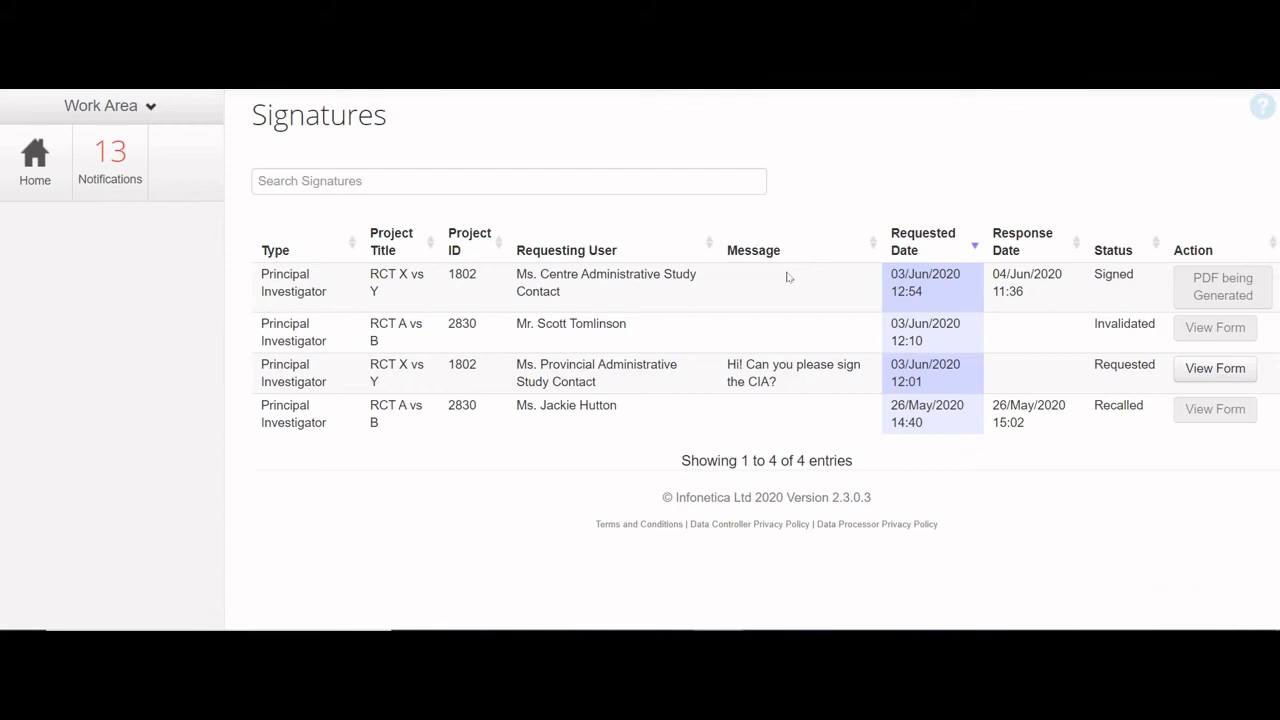 Work Area
Home
13
Notifications
Signatures
?
Search Signatures
Type
Project
Title
Project
ID
Requesting User
Message
Requested
Date
Response
Date
Status
Action
Principal
Investigator
RCT X vs
Y
1802
Ms. Centre Administrative Study
Contact
03/Jun/2020
12:54
04/Jun/2020
11:36
Signed
PDF being
Generated
Principal
Investigator
RCT A vs
B
2830
Mr. Scott Tomlinson
03/Jun/2020
12:10
Invalidated
View Form
Principal
Investigator
RCT X vs
Y
1802
Ms. Provincial Administrative
Study Contact
Hi! Can you please sign
the CIA?
03/Jun/2020
12:01
Requested
View Form
Principal
Investigator
RCT A vs
B
2830
Ms. Jackie Hutton
26/May/2020
14:40
26/May/2020
15:02
Recalled
View Form
Showing 1 to 4 of 4 entries
© Infonetica Ltd 2020 Version 2.3.0.3
Terms and Conditions | Data Controller Privacy Policy | Data Processor Privacy Policy